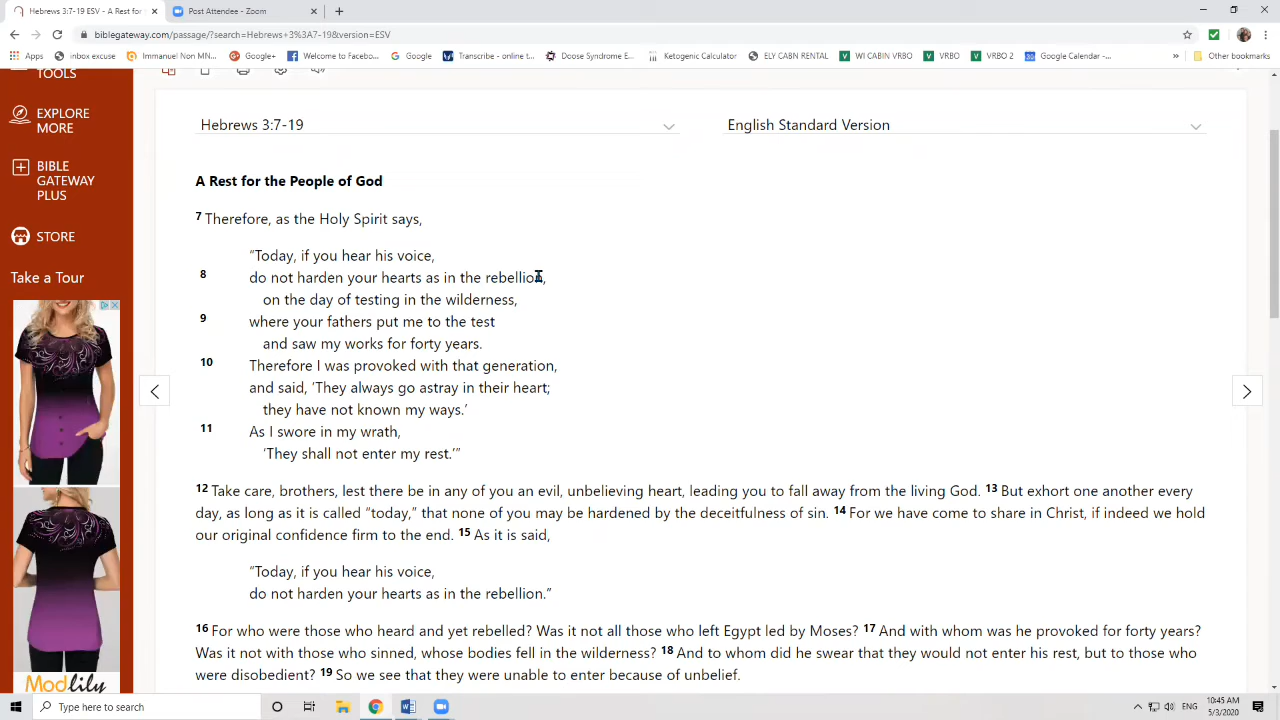 Hebrews 3:7-19 ESV - A Rest for
Post Attendee - Zoom
biblegateway.com/passage/?search=Hebrews+3%3A7-19&version=ESV
Apps
inbox excuse
Immanuel Non MN...
Google+
Welcome to Facebo...
Google
Transcribe - online t...
Doose Syndrome E...
Ketogenic Calculator
ELY CABN RENTAL
WI CABIN VRBO
VRBO
VRBO 2
Google Calendar -...
»
Other bookmarks
TOOLS
EXPLORE
MORE
BIBLE
GATEWAY
PLUS
STORE
Take a Tour
Modlily
Hebrews 3:7-19
English Standard Version
A Rest for the People of God
7 Therefore, as the Holy Spirit says,
“Today, if you hear his voice,
8 do not harden your hearts as in the rebellion,
on the day of testing in the wilderness,
9 where your fathers put me to the test
and saw my works for forty years.
10 Therefore I was provoked with that generation,
and said, ‘They always go astray in their heart;
they have not known my ways.’
11 As I swore in my wrath,
‘They shall not enter my rest.’”
12 Take care, brothers, lest there be in any of you an evil, unbelieving heart, leading you to fall away from the living God. 13 But exhort one another every
day, as long as it is called “today,” that none of you may be hardened by the deceitfulness of sin. 14 For we have come to share in Christ, if indeed we hold
our original confidence firm to the end. 15 As it is said,
“Today, if you hear his voice,
do not harden your hearts as in the rebellion.”
16 For who were those who heard and yet rebelled? Was it not all those who left Egypt led by Moses? 17 And with whom was he provoked for forty years?
Was it not with those who sinned, whose bodies fell in the wilderness? 18 And to whom did he swear that they would not enter his rest, but to those who
were disobedient? 19 So we see that they were unable to enter because of unbelief.
Type here to search
ENG
10:45 AM
5/3/2020